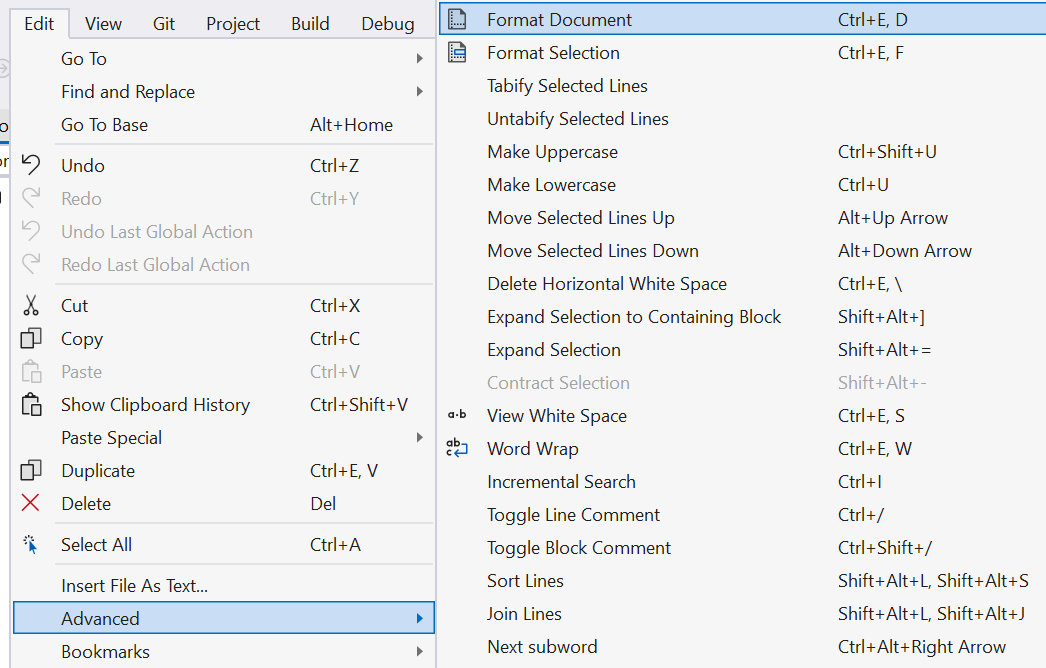 Edit View Git Project Build Debug
Go To
Find and Replace
Go To Base Alt+Home
Undo Ctrl+Z
Redo Ctrl+Y
Undo Last Global Action
Redo Last Global Action
Cut Ctrl+X
Copy Ctrl+C
Paste Ctrl+V
Show Clipboard History Ctrl+Shift+V
Paste Special
Duplicate Ctrl+E, V
Delete Del
Select All Ctrl+A
Insert File As Text...
Advanced
Bookmarks
Format Document Ctrl+E, D
Format Selection Ctrl+E, F
Tabify Selected Lines
Untabify Selected Lines
Make Uppercase Ctrl+Shift+U
Make Lowercase Ctrl+U
Move Selected Lines Up Alt+Up Arrow
Move Selected Lines Down Alt+Down Arrow
Delete Horizontal White Space Ctrl+E, \
Expand Selection to Containing Block Shift+Alt+]
Expand Selection Shift+Alt+=
Contract Selection Shift+Alt+-
a·b View White Space Ctrl+E, S
ab c Word Wrap Ctrl+E, W
Incremental Search Ctrl+I
Toggle Line Comment Ctrl+/
Toggle Block Comment Ctrl+Shift+/
Sort Lines Shift+Alt+L, Shift+Alt+S
Join Lines Shift+Alt+L, Shift+Alt+J
Next subword Ctrl+Alt+Right Arrow